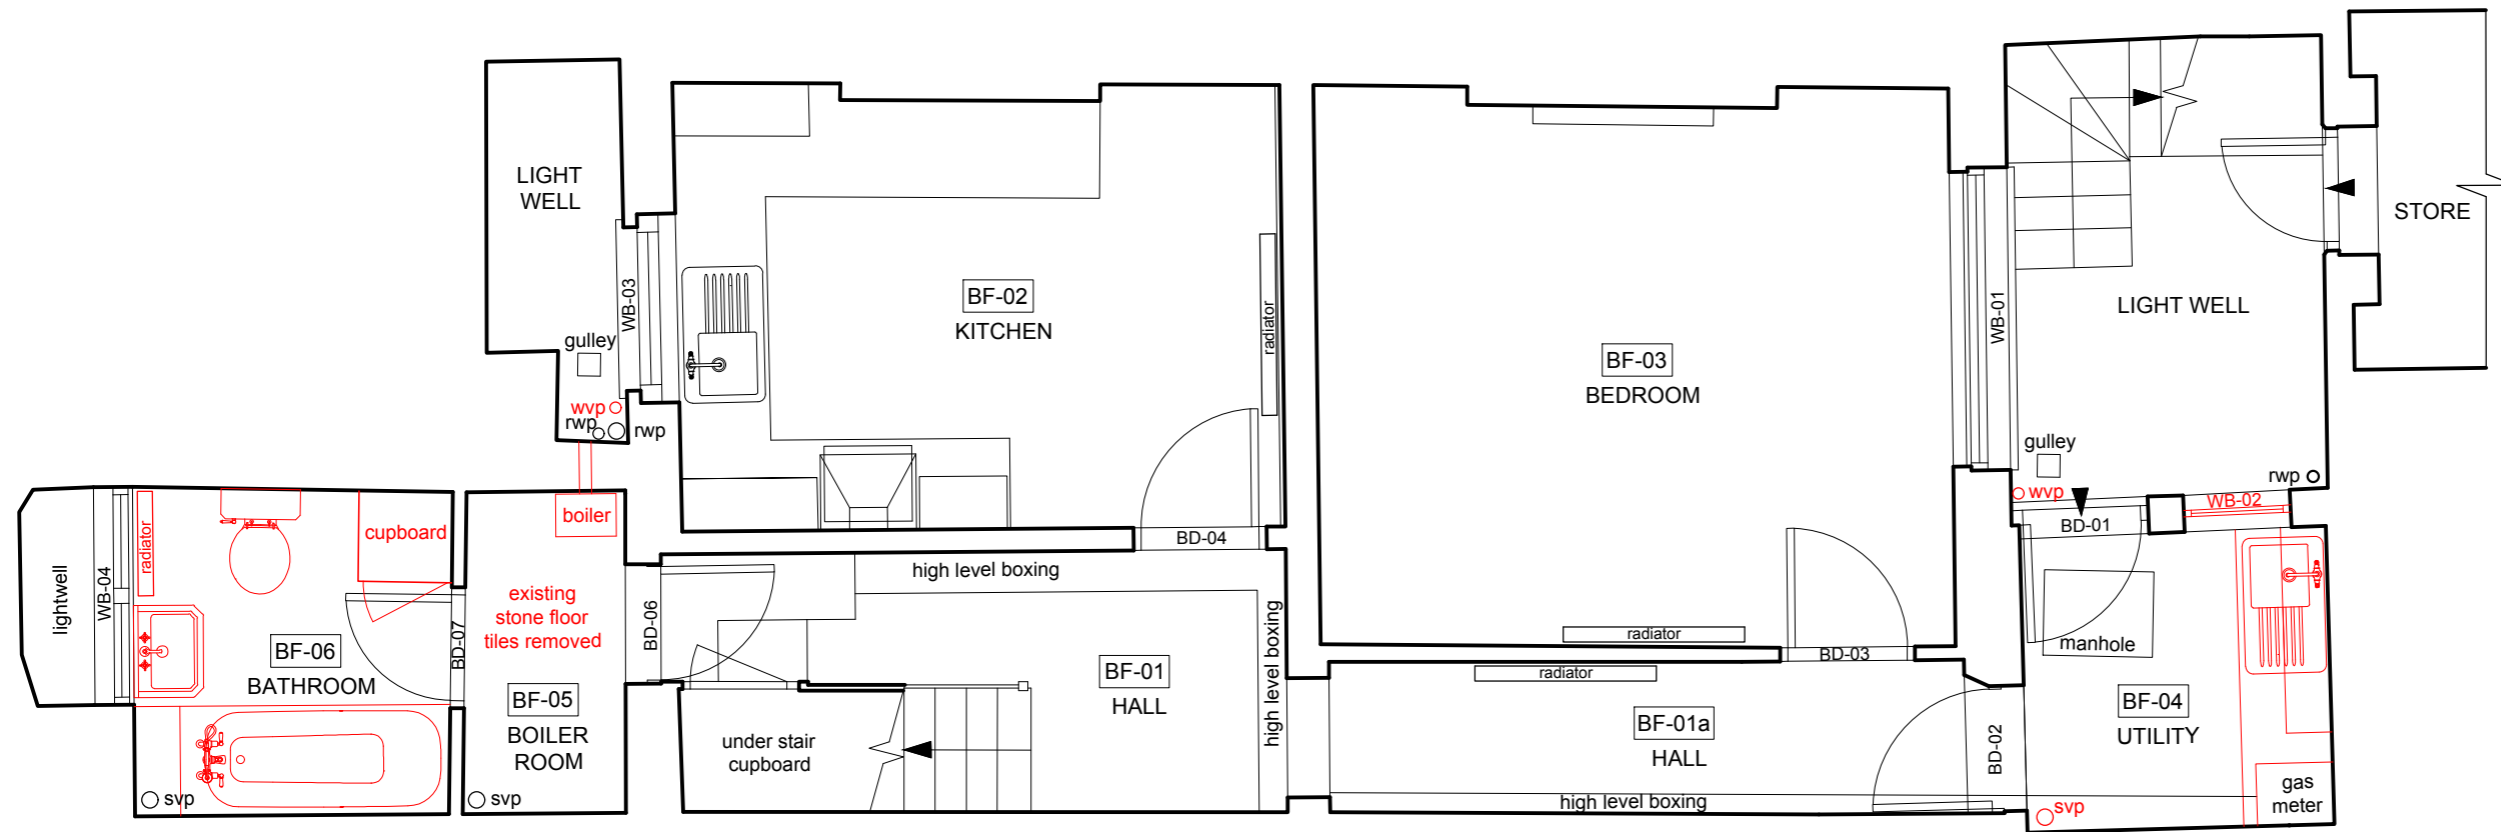 lightwell
WB-04
radiator
cupboard
BF-06
BATHROOM
svp
BD-07
LIGHT
WELL
gulley
wvp
rwp
rwp
boiler
existing
stone floor
tiles removed
BF-05
BOILER
ROOM
svp
WB-03
BD-06
BF-02
KITCHEN
radiator
BD-04
high level boxing
under stair
cupboard
BF-01
HALL
high level boxing
BF-03
BEDROOM
radiator
BD-03
radiator
BF-01a
HALL
high level boxing
BD-02
WB-01
LIGHT WELL
STORE
gulley
wvp
rwp
BD-01
WB-02
manhole
BF-04
UTILITY
svp
gas
meter